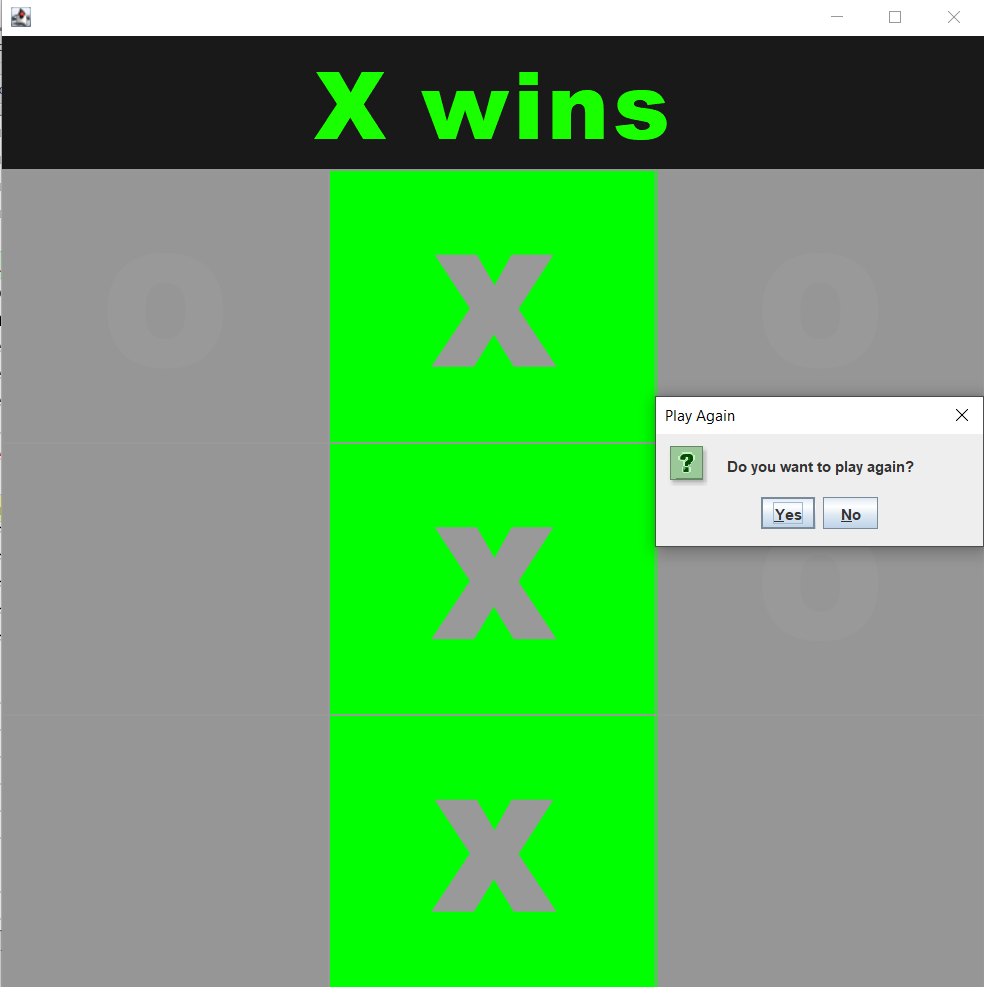 X wins
O X O
Play Again
Do you want to play again?
Yes No
X O
X